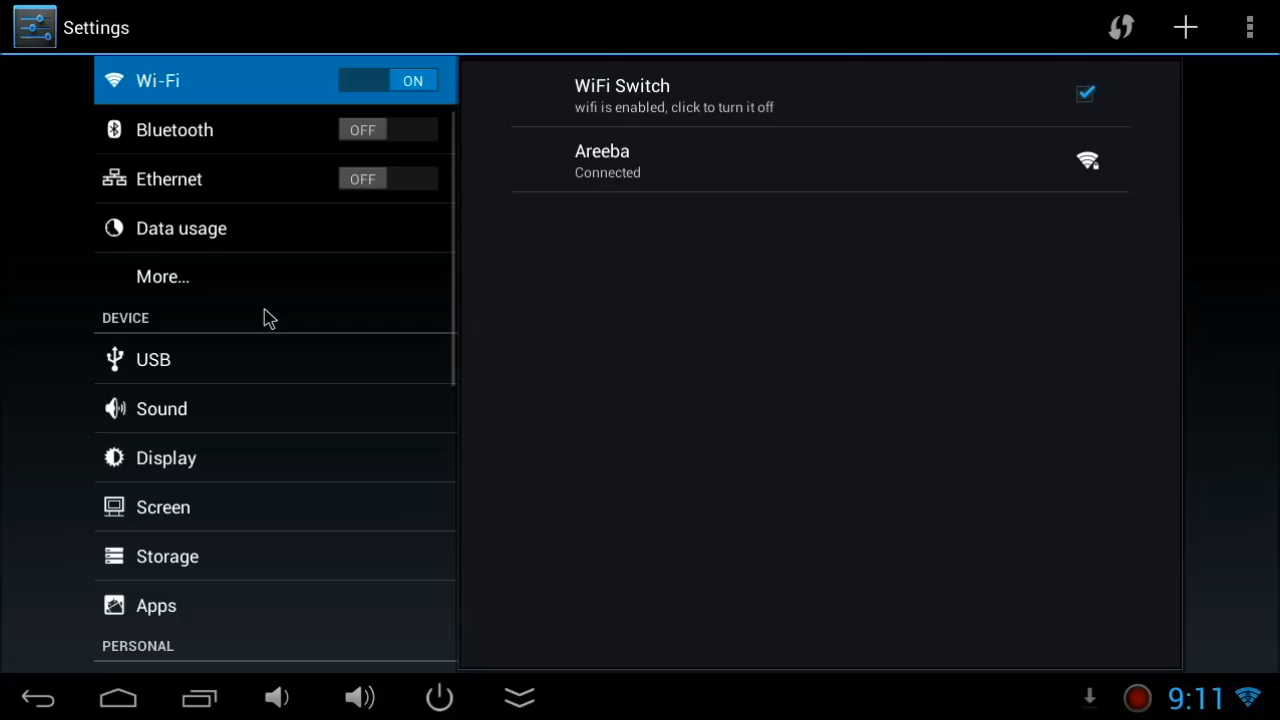 Settings
Wi-Fi ON
Bluetooth OFF
Ethernet OFF
Data usage
More...
DEVICE
USB
Sound
Display
Screen
Storage
Apps
PERSONAL
WiFi Switch
wifi is enabled, click to turn it off
Areeba
Connected
9:11